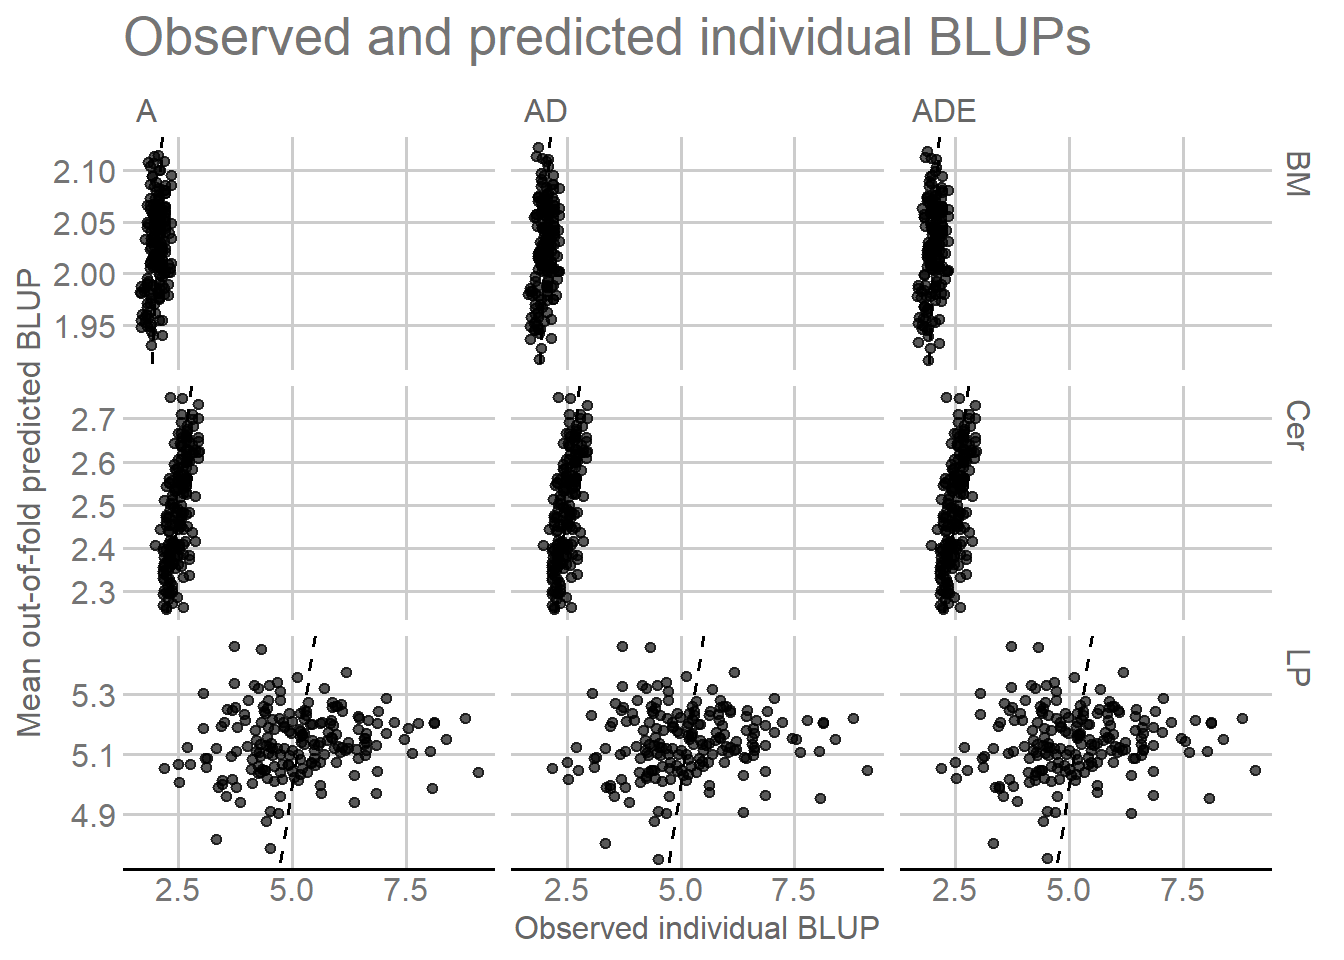 Observed and predicted individual BLUPs
A
AD
ADE
BM
2.10
2.05
2.00
1.95
Cer
2.7
2.6
2.5
2.4
2.3
LP
5.3
5.1
4.9
Mean out-of-fold predicted BLUP
2.5 5.0 7.5
2.5 5.0 7.5
2.5 5.0 7.5
Observed individual BLUP